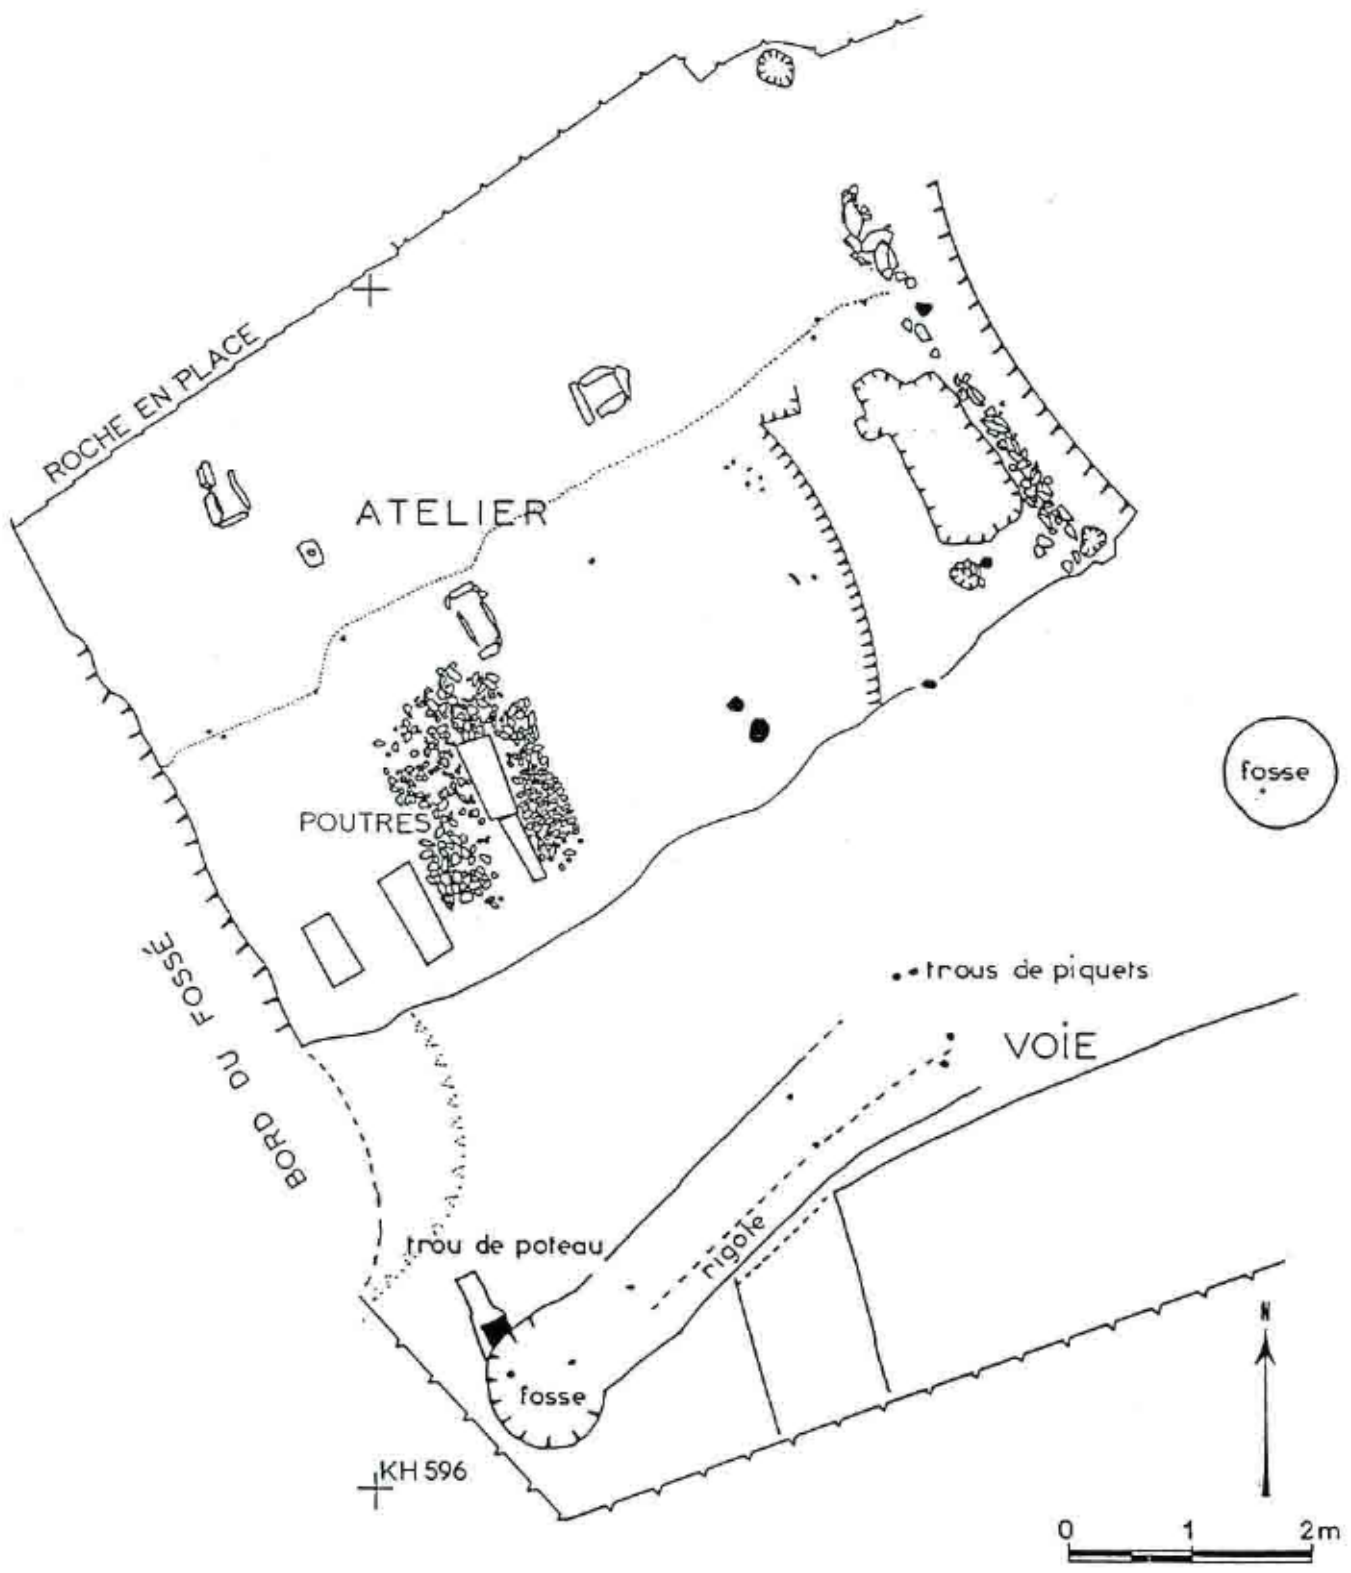 ROCHE EN PLACE
ATELIER
POUTRES
fosse
BORD DU FOSSÉ
trous de piquets
VOIE
rigole
trou de poteau
fosse
KH 596
N
0 1 2m